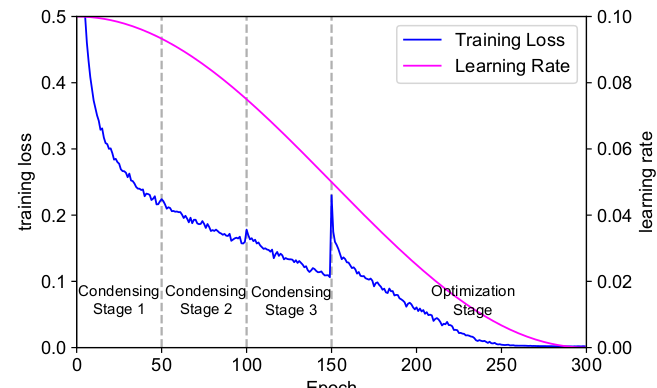 0.5
0.4
0.3
0.2
0.1
0.0
training loss
0.10
0.08
0.06
0.04
0.02
0.00
learning rate
Training Loss
Learning Rate
Condensing
Stage 1
Condensing
Stage 2
Condensing
Stage 3
Optimization
Stage
0 50 100 150 200 250 300
Epoch